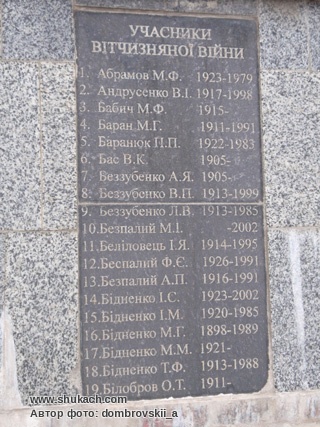 УЧАСНИКИ
ВІТЧИЗНЯНОЇ ВІЙНИ
1. Абрамов М.Ф. 1923-1979
2. Андрусенко В.І. 1917-1998
3. Бабич М.Ф. 1915-
4. Баран М.Г. 1911-1991
5. Баранюк П.П. 1922-1983
6. Бас В.К. 1905-
7. Беззубенко А.Я. 1905-
8. Беззубенко В.П. 1913-1999
9. Беззубенко Л.В. 1913-1985
10.Безпалий М.І. -2002
11.Беліловець І.Я. 1914-1995
12.Беспалий Ф.Є. 1926-1991
13.Безпалий А.П. 1916-1991
14.Бідненко І.Є. 1923-2002
15.Бідненко І.М. 1920-1985
16.Бідненко М.Г. 1898-1989
17.Бідненко М.М. 1921-
18.Бідненко Т.Ф. 1913-1988
19.Білобров О.Т. 1911-
www.shukach.com
Автор фото: dombrovskii_a